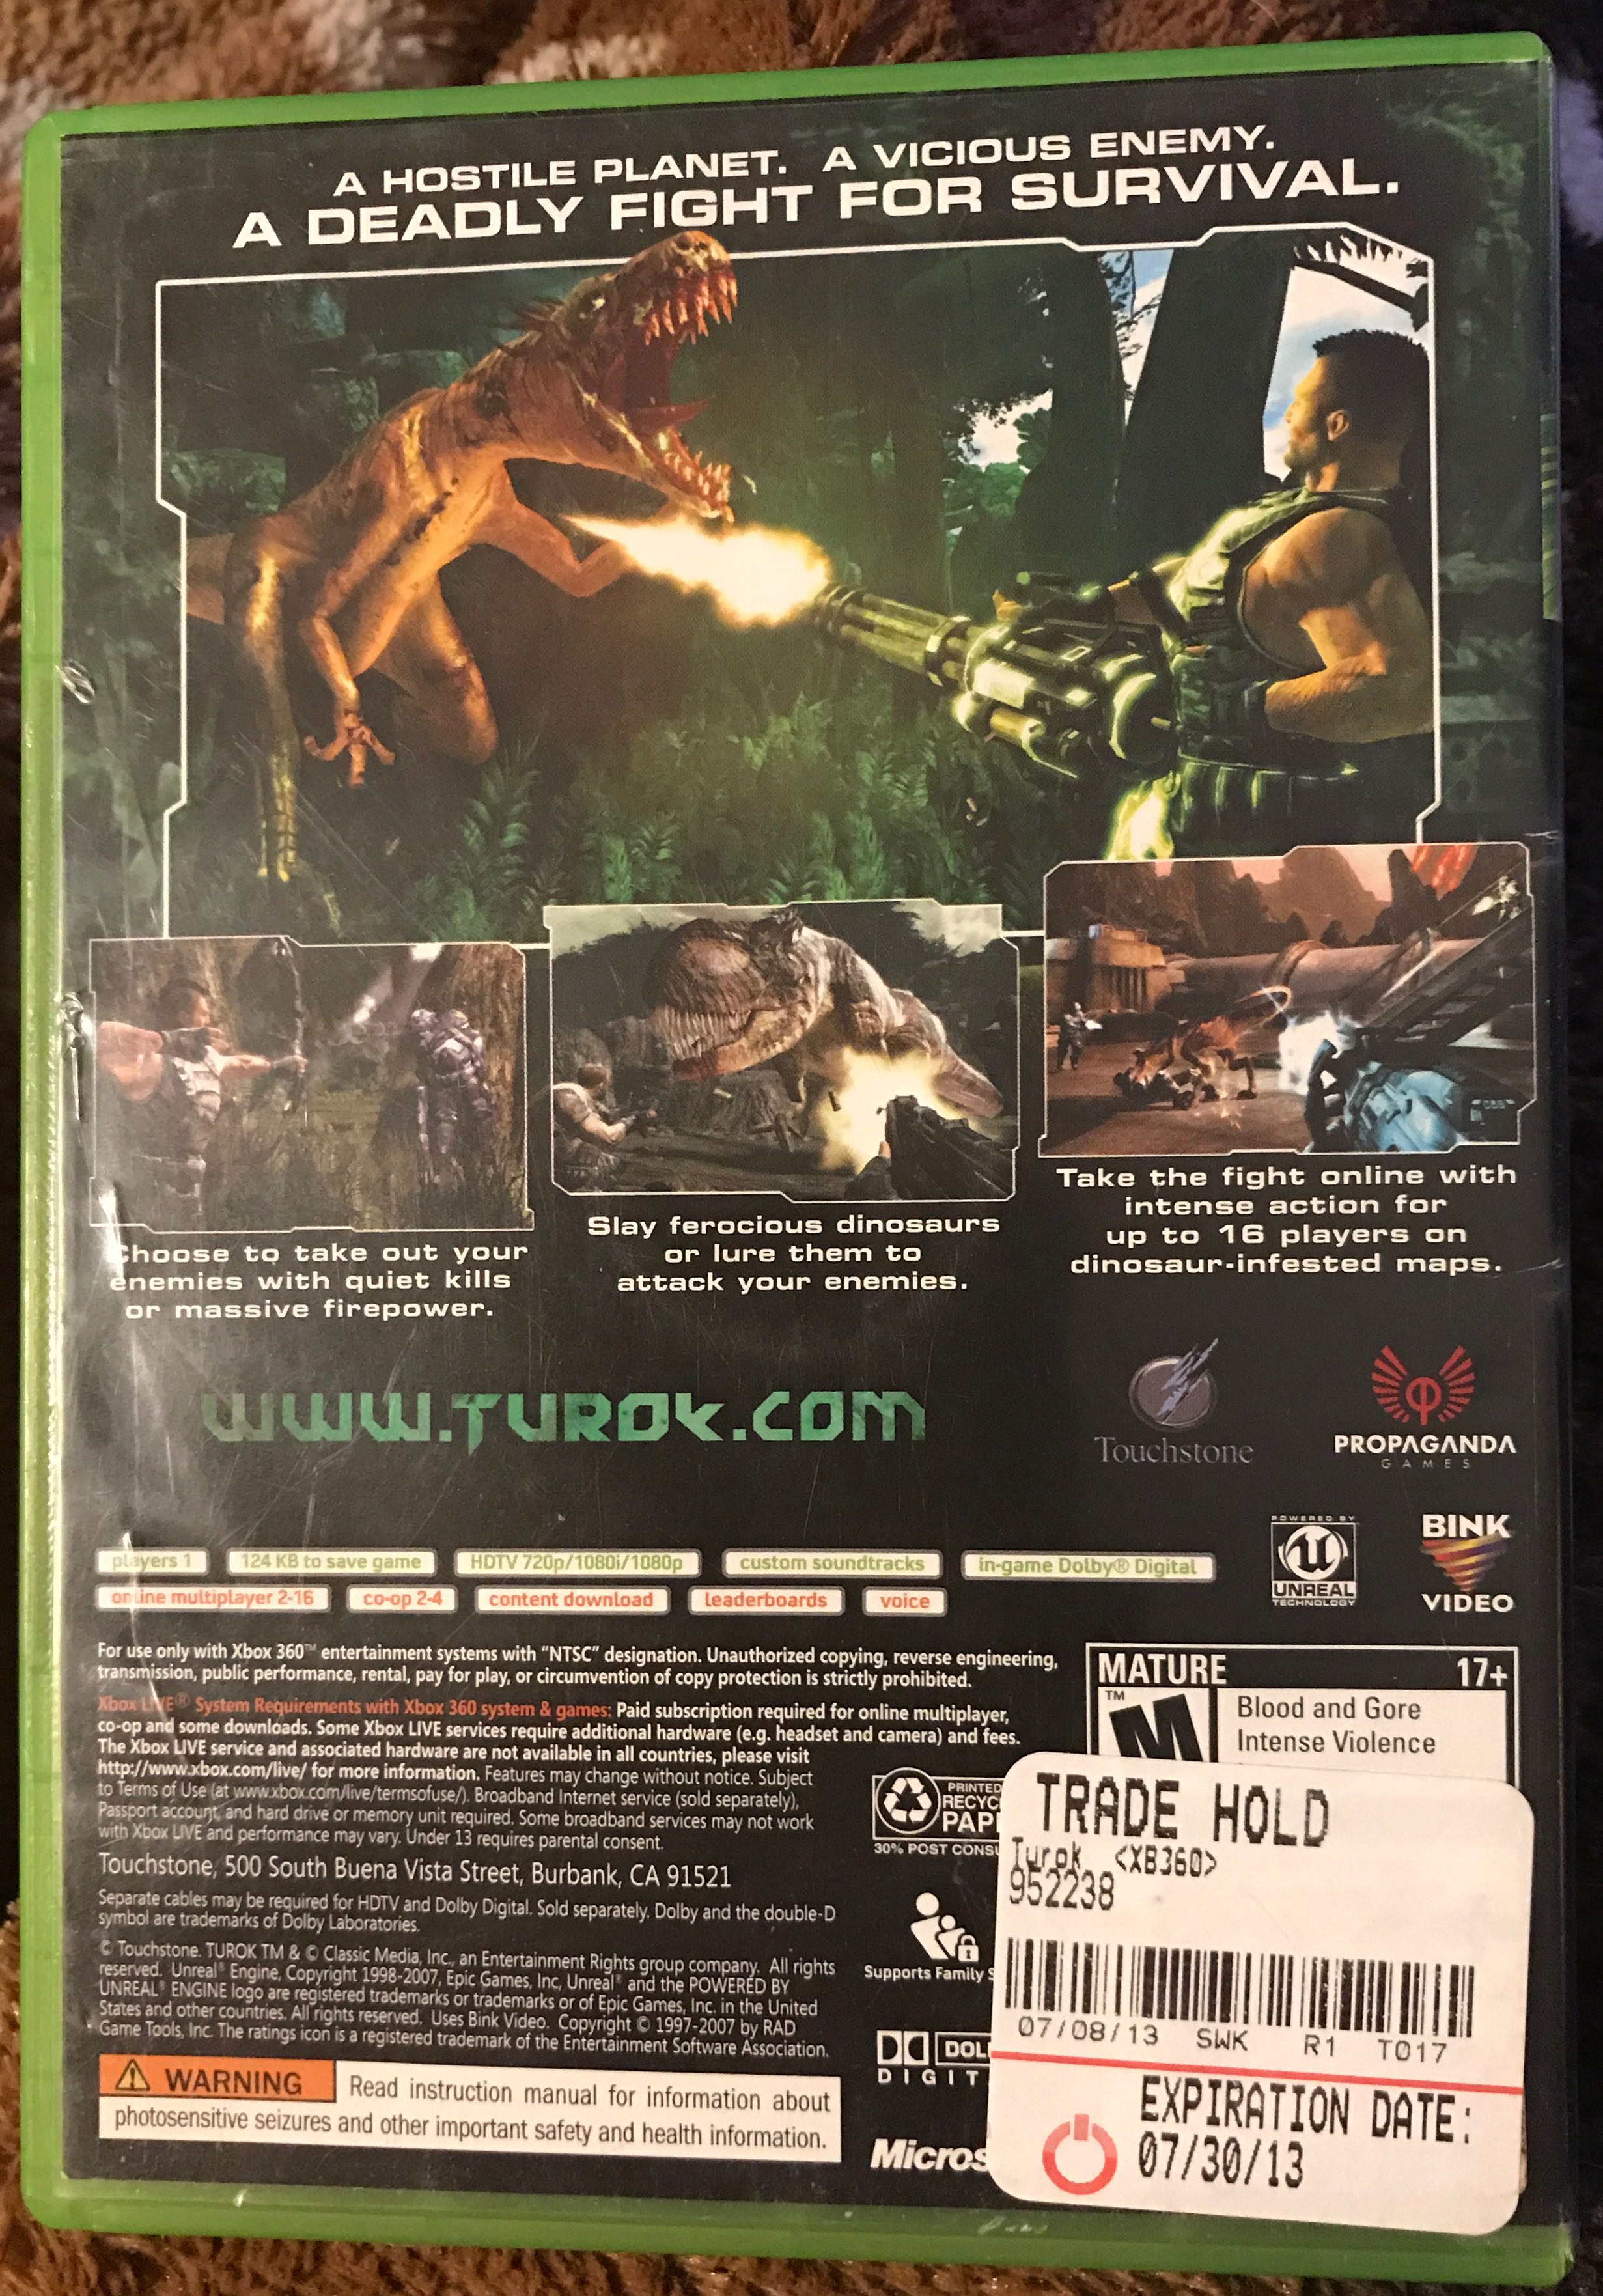 A HOSTILE PLANET. A VICIOUS ENEMY.
A DEADLY FIGHT FOR SURVIVAL.
Choose to take out your
enemies with quiet kills
or massive firepower.
Slay ferocious dinosaurs
or lure them to
attack your enemies.
Take the fight online with
intense action for
up to 16 players on
dinosaur-infested maps.
www.TUROK.COM
Touchstone
PROPAGANDA
GAMES
players 1
124 KB to save game
HDTV 720p/1080i/1080p
custom soundtracks
in-game Dolby® Digital
online multiplayer 2-16
co-op 2-4
content download
leaderboards
voice
POWERED BY
UNREAL
TECHNOLOGY
BINK
VIDEO
For use only with Xbox 360™ entertainment systems with "NTSC" designation. Unauthorized copying, reverse engineering,
transmission, public performance, rental, pay for play, or circumvention of copy protection is strictly prohibited.
Xbox LIVE® System Requirements with Xbox 360 system & games: Paid subscription required for online multiplayer,
co-op and some downloads. Some Xbox LIVE services require additional hardware (e.g. headset and camera) and fees.
The Xbox LIVE service and associated hardware are not available in all countries, please visit
http://www.xbox.com/live/ for more information. Features may change without notice. Subject
to Terms of Use (at www.xbox.com/live/termsofuse/). Broadband Internet service (sold separately),
Passport account, and hard drive or memory unit required. Some broadband services may not work
with Xbox LIVE and performance may vary. Under 13 requires parental consent.
Touchstone, 500 South Buena Vista Street, Burbank, CA 91521
Separate cables may be required for HDTV and Dolby Digital. Sold separately. Dolby and the double-D
symbol are trademarks of Dolby Laboratories.
© Touchstone. TUROK TM & © Classic Media, Inc., an Entertainment Rights group company. All rights
reserved. Unreal® Engine, Copyright 1998-2007, Epic Games, Inc. Unreal® and the POWERED BY
UNREAL® ENGINE logo are registered trademarks or trademarks or of Epic Games, Inc. in the United
States and other countries. All rights reserved. Uses Bink Video. Copyright © 1997-2007 by RAD
Game Tools, Inc. The ratings icon is a registered trademark of the Entertainment Software Association.
WARNING Read instruction manual for information about
photosensitive seizures and other important safety and health information.
MATURE 17+
TM
M
Blood and Gore
Intense Violence
PRINTED
RECYC
PAP
30% POST CONSU
Supports Family S
DOL
DIGIT
Micros
TRADE HOLD
Turok <XB360>
952238
07/08/13 SWK R1 T017
EXPIRATION DATE:
07/30/13